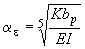 α_ε = ⁵√(Kb_p / EI)